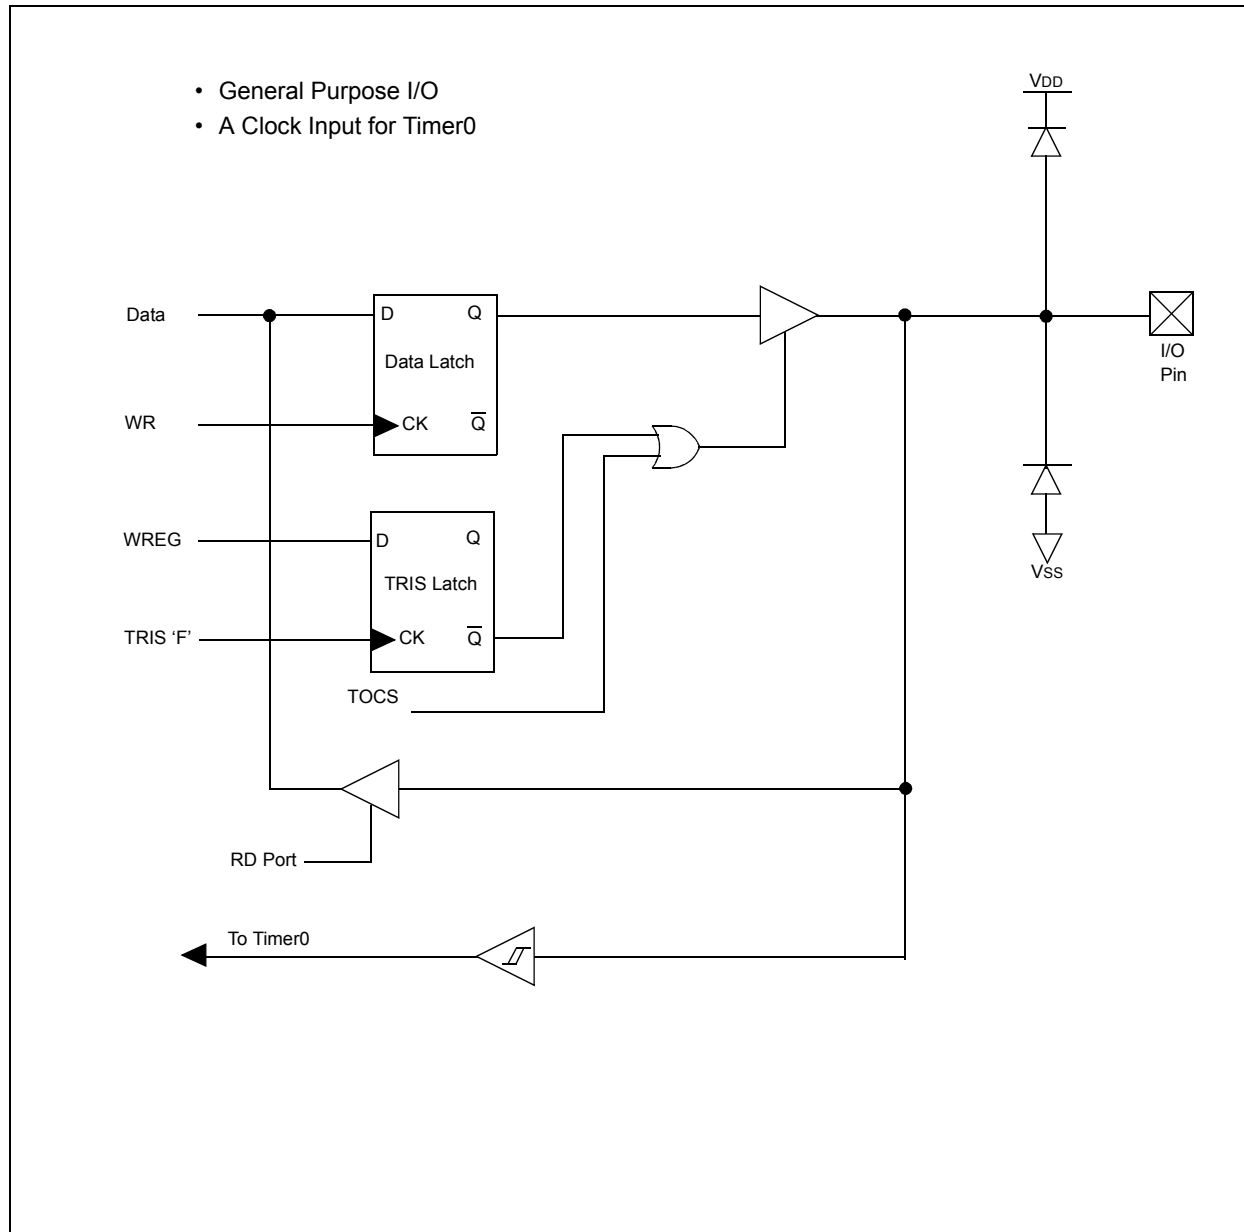 • General Purpose I/O
• A Clock Input for Timer0
VDD
Data
D
Q
Data Latch
I/O
Pin
WR
CK
Q̅
WREG
D
Q
TRIS Latch
VSS
TRIS ‘F’
CK
Q̅
TOCS
RD Port
To Timer0